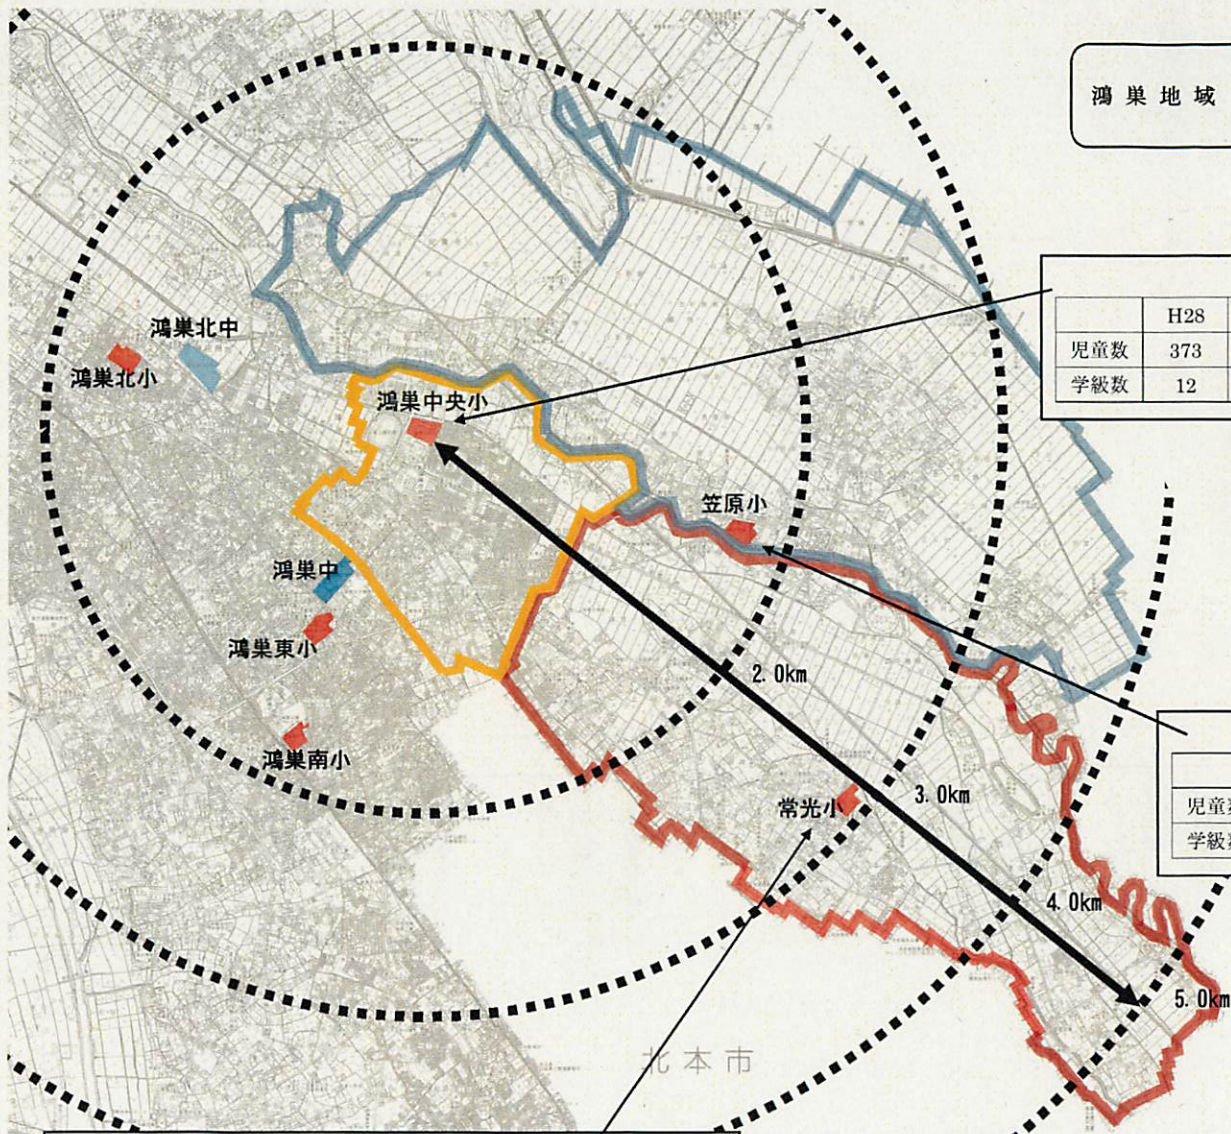 鴻巣地域
H28
児童数 373
学級数 12
鴻巣北中
鴻巣北小
鴻巣中央小
笠原小
鴻巣中
鴻巣東小
2.0km
鴻巣南小
常光小
3.0km
児童数
学級数
4.0km
5.0km
北本市